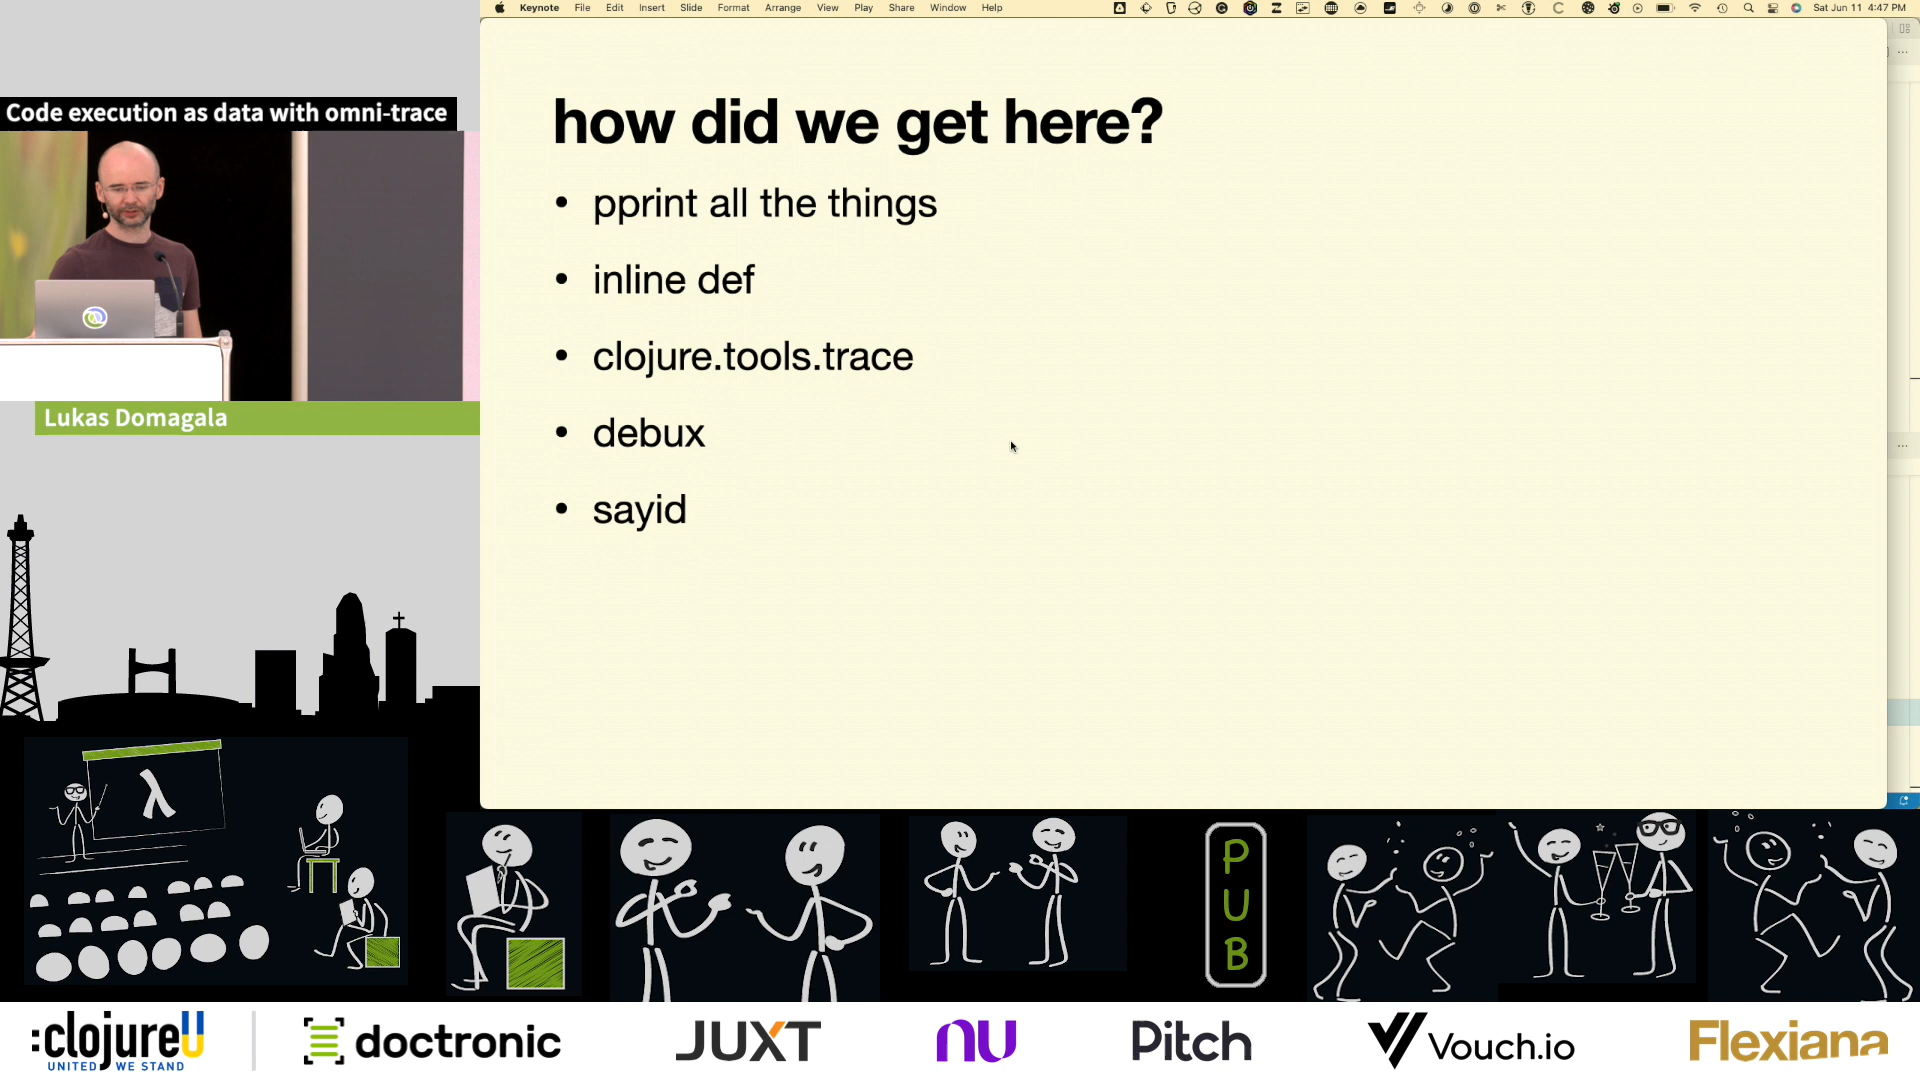 Keynote File Edit Insert Slide Format Arrange View Play Share Window Help
Sat Jun 11 4:47 PM
Code execution as data with omni-trace
Lukas Domagala
how did we get here?
• pprint all the things
• inline def
• clojure.tools.trace
• debux
• sayid
λ
PUB
:clojureU
UNITED WE STAND
doctronic
JUXT
nu
Pitch
Vouch.io
Flexiana